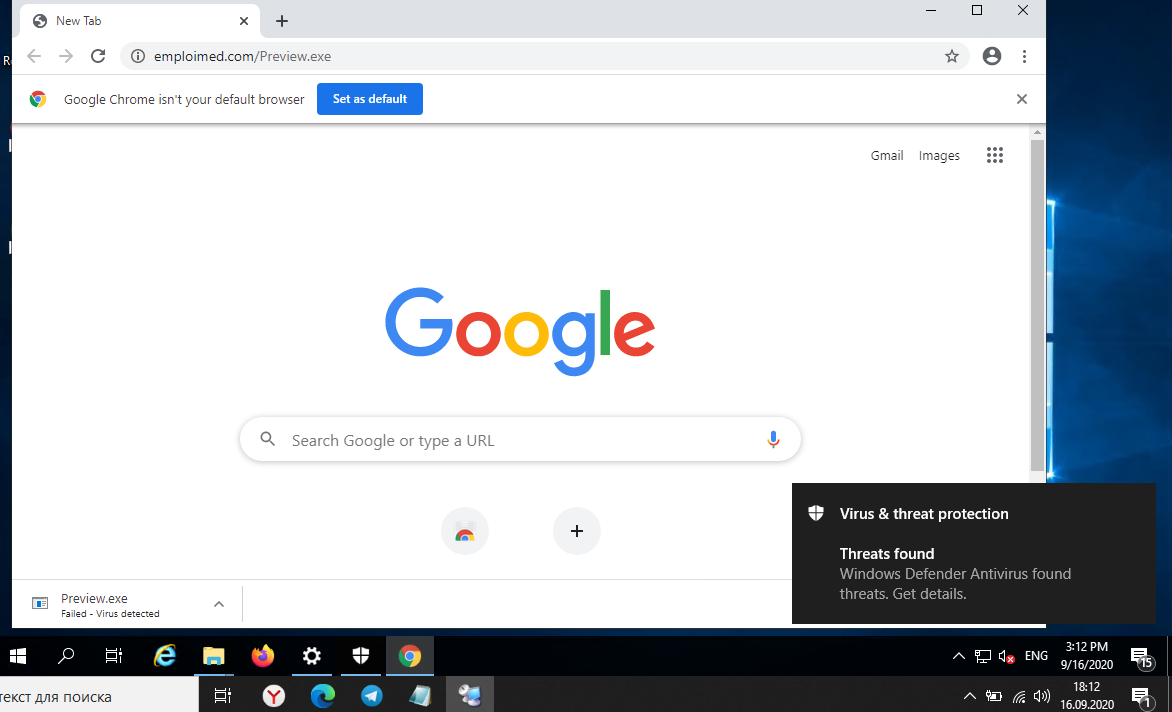 New Tab
emploimed.com/Preview.exe
Google Chrome isn't your default browser
Set as default
Gmail
Images
Google
Search Google or type a URL
Virus & threat protection
Threats found
Windows Defender Antivirus found
threats. Get details.
Preview.exe
Failed - Virus detected
ENG
3:12 PM
9/16/2020
15
текст для поиска
18:12
16.09.2020
1